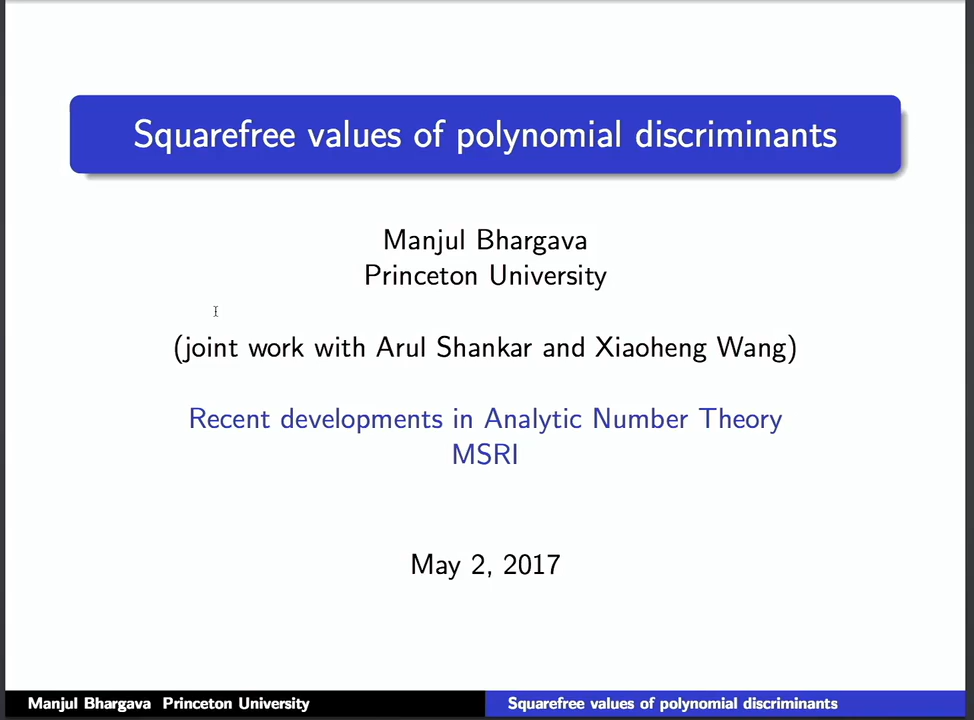 Squarefree values of polynomial discriminants
Manjul Bhargava
Princeton University
(joint work with Arul Shankar and Xiaoheng Wang)
Recent developments in Analytic Number Theory
MSRI
May 2, 2017
Manjul Bhargava Princeton University
Squarefree values of polynomial discriminants